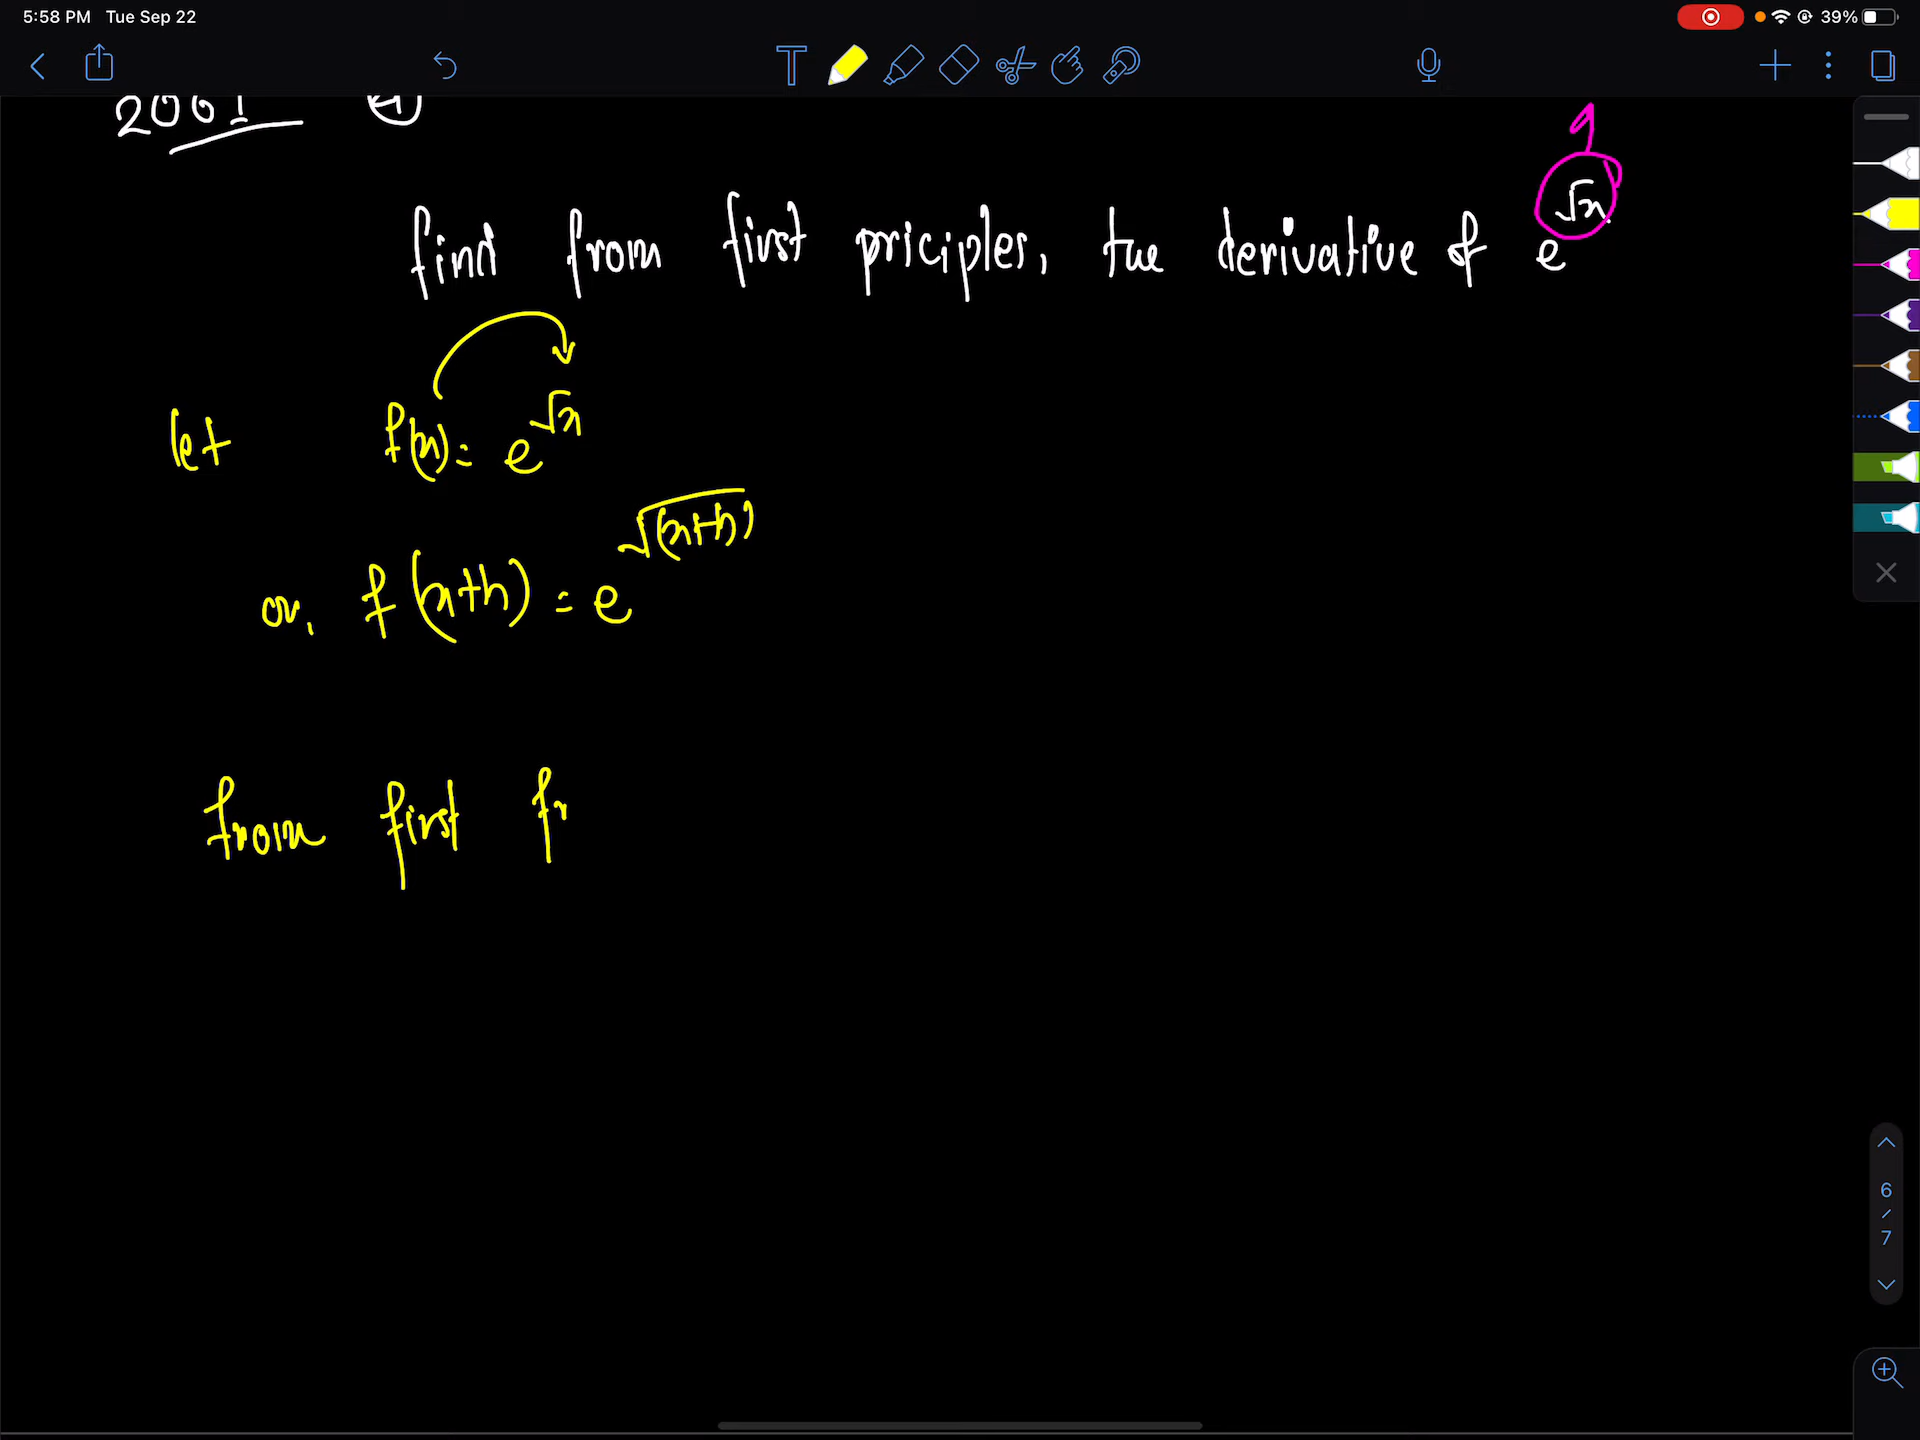 5:58 PM Tue Sep 22
39%
2061 4
find from first priciples, the derivative of e^√x
let f(x) = e^√x
or, f(x+h) = e^√(x+h)
from first
6
/
7